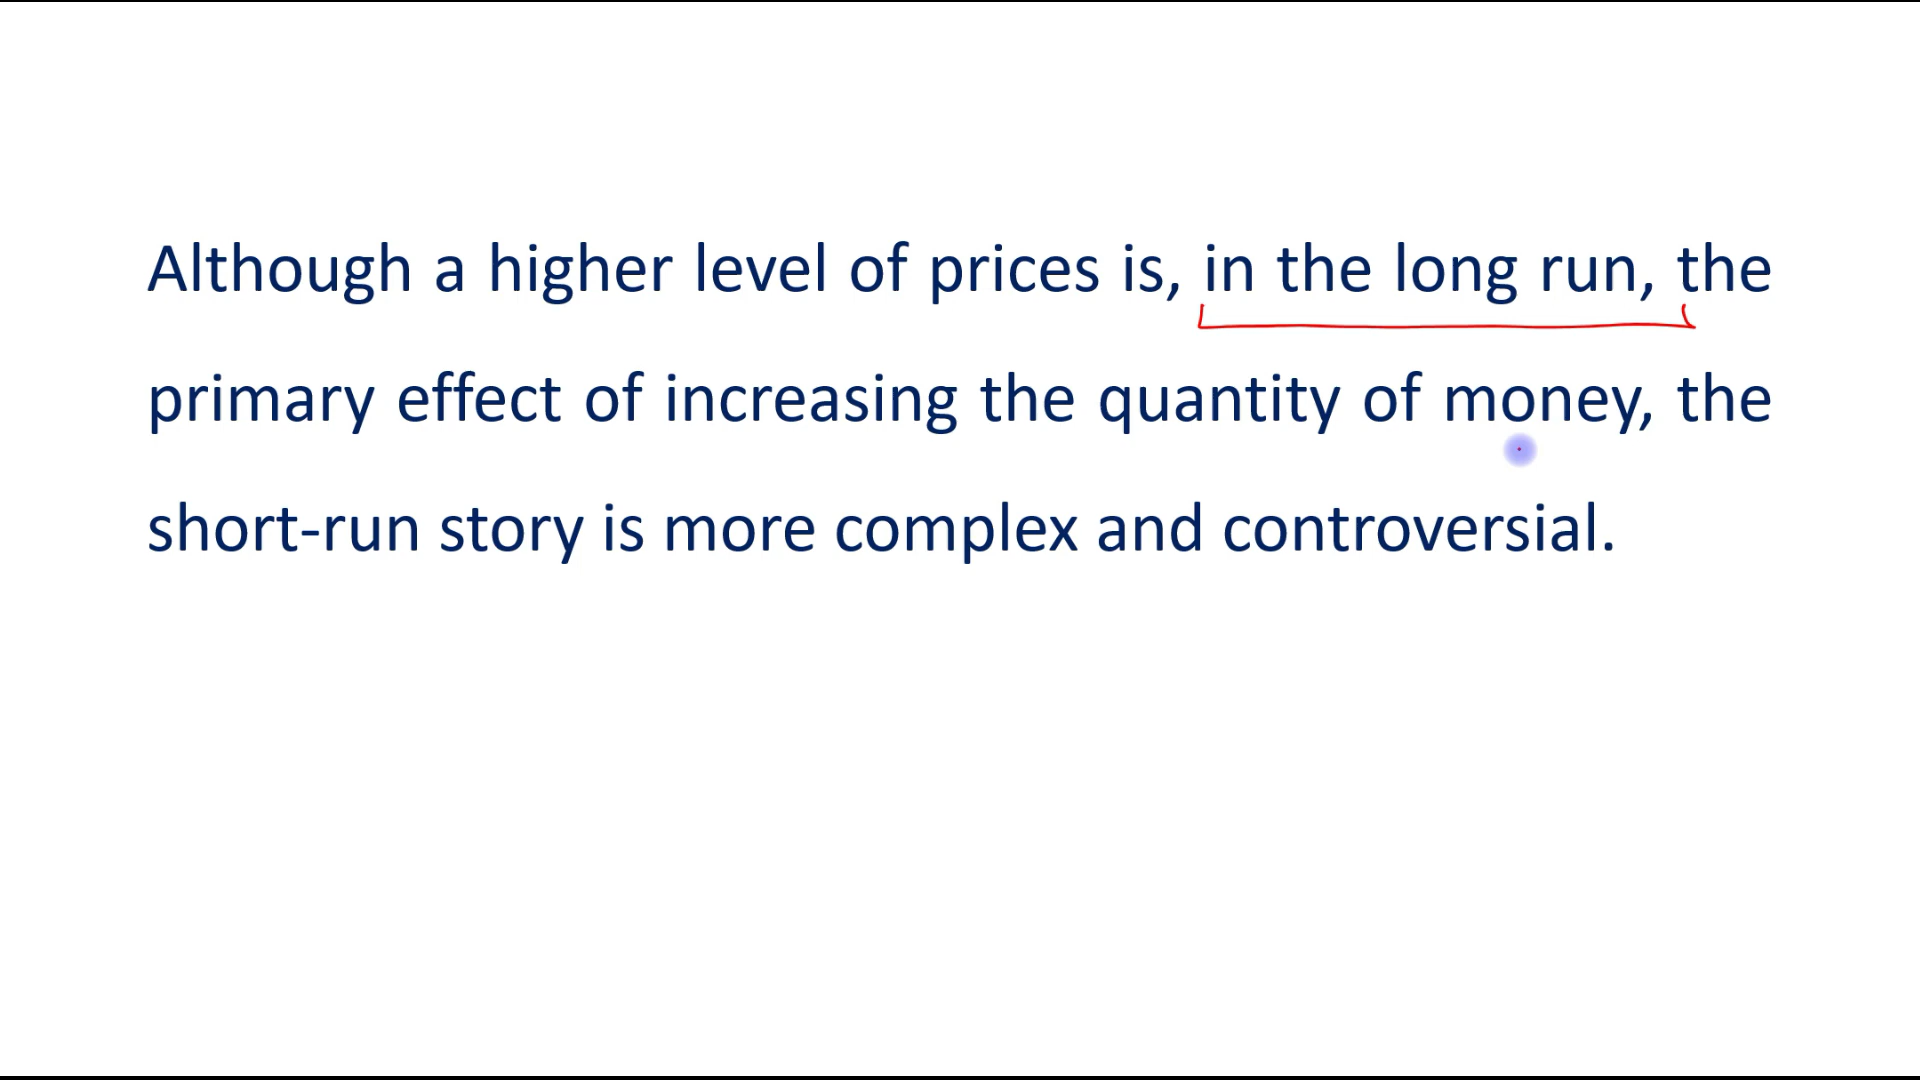 Although a higher level of prices is, in the long run, the
primary effect of increasing the quantity of money, the
short-run story is more complex and controversial.